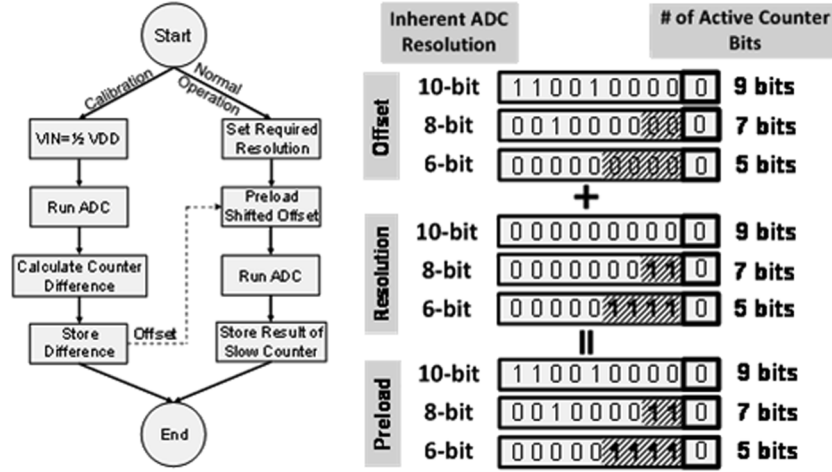 Start
Calibration
Normal
Operation
VIN=½ VDD
Run ADC
Calculate Counter
Difference
Store
Difference
Offset
Set Required
Resolution
Preload
Shifted Offset
Run ADC
Store Result of
Slow Counter
End
Inherent ADC
Resolution
# of Active Counter
Bits
Offset
10-bit 1 1 0 0 1 0 0 0 0 0 9 bits
8-bit 0 0 1 0 0 0 0 0 0 0 7 bits
6-bit 0 0 0 0 0 0 0 0 0 0 5 bits
+
Resolution
10-bit 0 0 0 0 0 0 0 0 0 0 9 bits
8-bit 0 0 0 0 0 0 0 1 1 0 7 bits
6-bit 0 0 0 0 0 1 1 1 1 0 5 bits
=
Preload
10-bit 1 1 0 0 1 0 0 0 0 0 9 bits
8-bit 0 0 1 0 0 0 0 1 1 0 7 bits
6-bit 0 0 0 0 0 1 1 1 1 0 5 bits